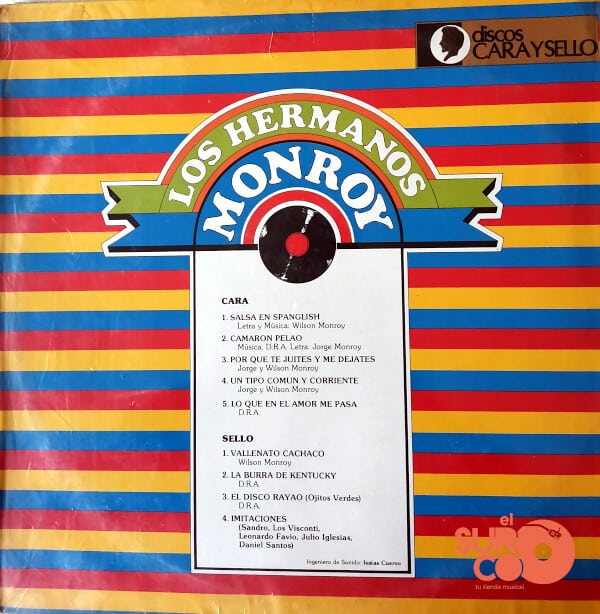 discos
CARAYSELLO
LOS HERMANOS
MONROY
CARA
1. SALSA EN SPANGLISH
Letra y Música: Wilson Monroy
2. CAMARON PELAO
Música: D.R.A. Letra: Jorge Monroy
3. POR QUE TE JUITES Y ME DEJATES
Jorge y Wilson Monroy
4. UN TIPO COMUN Y CORRIENTE
Jorge y Wilson Monroy
5. LO QUE EN EL AMOR ME PASA
D.R.A.
SELLO
1. VALLENATO CACHACO
Wilson Monroy
2. LA BURRA DE KENTUCKY
D.R.A.
3. EL DISCO RAYAO (Ojitos Verdes)
D.R.A.
4. IMITACIONES
(Sandro, Los Visconti,
Leonardo Favio, Julio Iglesias,
Daniel Santos)
Ingeniero de Sonido: Isaias Cuervo
el
SURCO
tu tienda musical